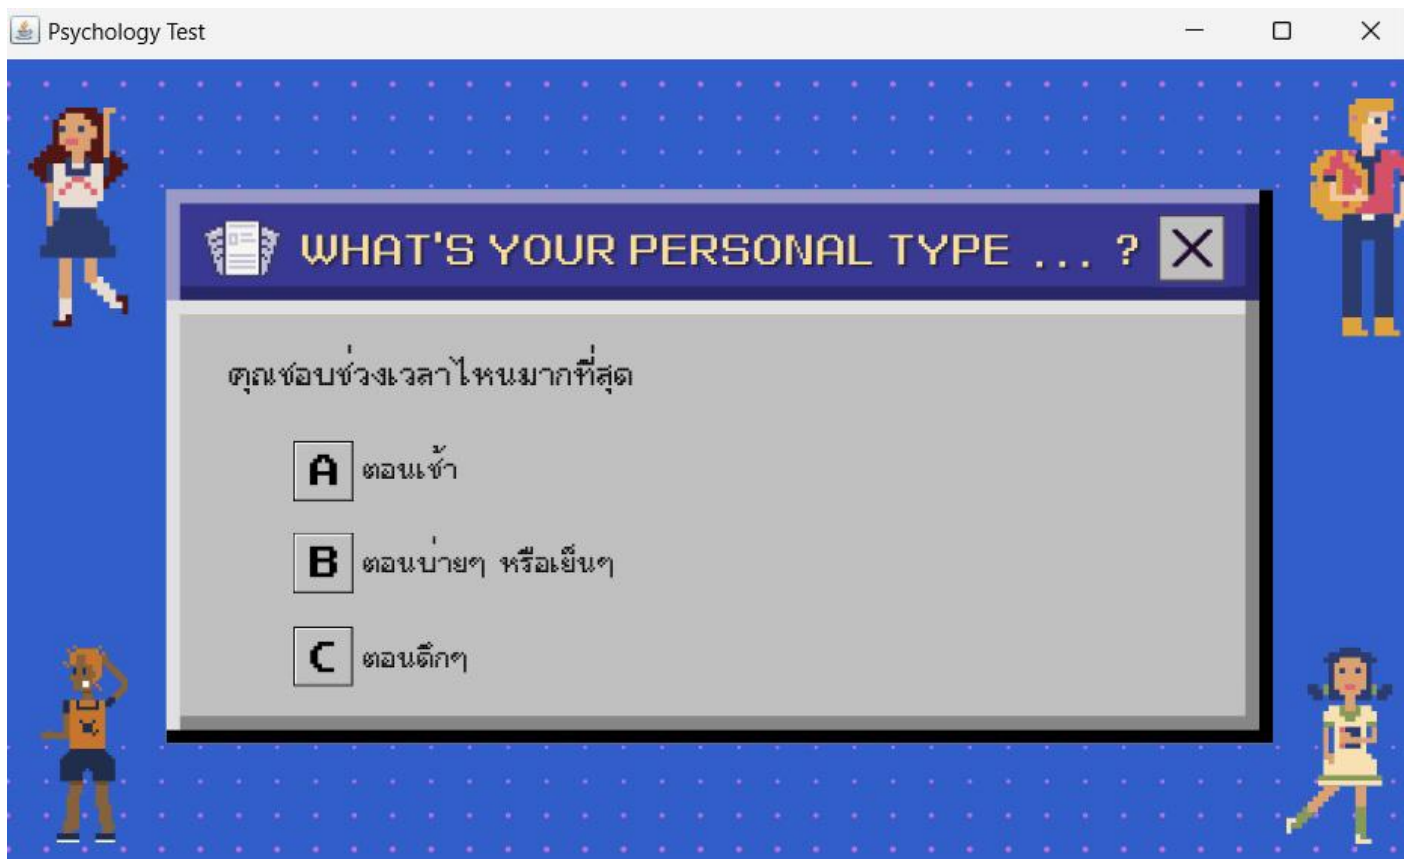 Psychology Test
WHAT'S YOUR PERSONAL TYPE ... ?
คุณชอบช่วงเวลาไหนมากที่สุด
A ตอนเช้า
B ตอนบ่ายๆ หรือเย็นๆ
C ตอนดึกๆ